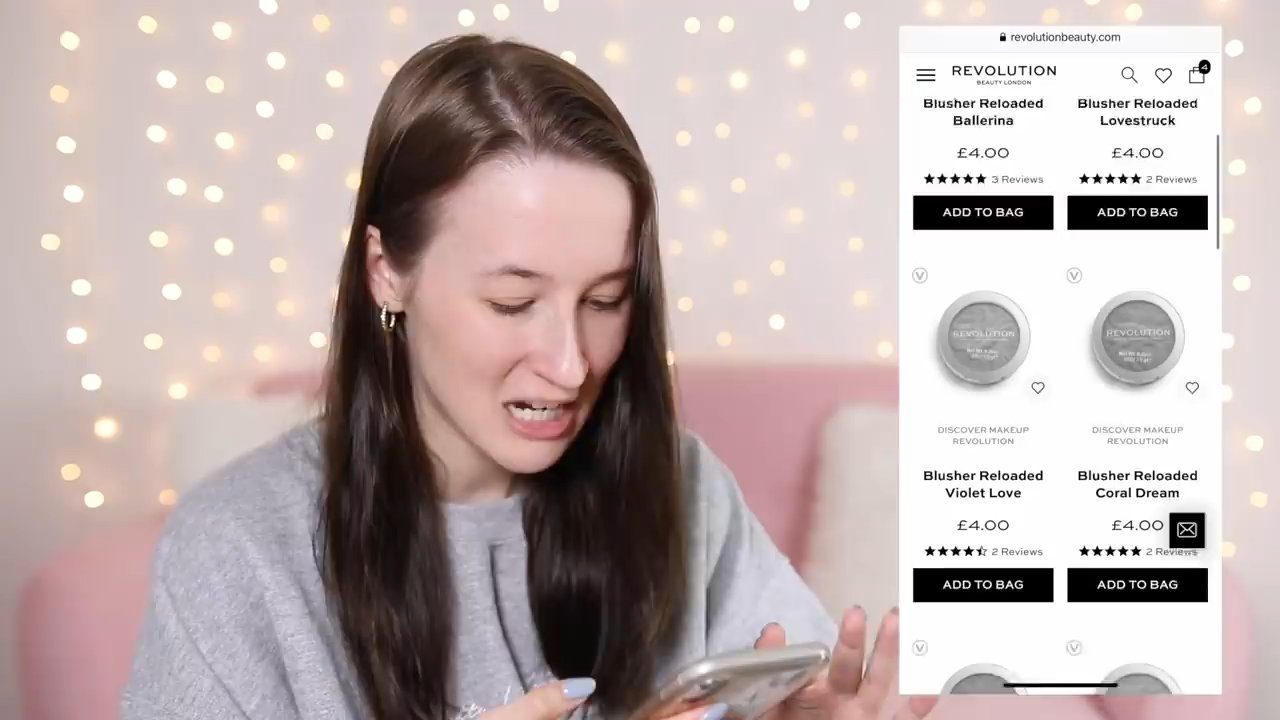 revolutionbeauty.com
REVOLUTION
BEAUTY LONDON
4
Blusher Reloaded
Ballerina
£4.00
3 Reviews
ADD TO BAG
Blusher Reloaded
Lovestruck
£4.00
2 Reviews
ADD TO BAG
V
REVOLUTION
DISCOVER MAKEUP
REVOLUTION
Blusher Reloaded
Violet Love
£4.00
2 Reviews
ADD TO BAG
V
REVOLUTION
DISCOVER MAKEUP
REVOLUTION
Blusher Reloaded
Coral Dream
£4.00
2 Reviews
ADD TO BAG
V
V